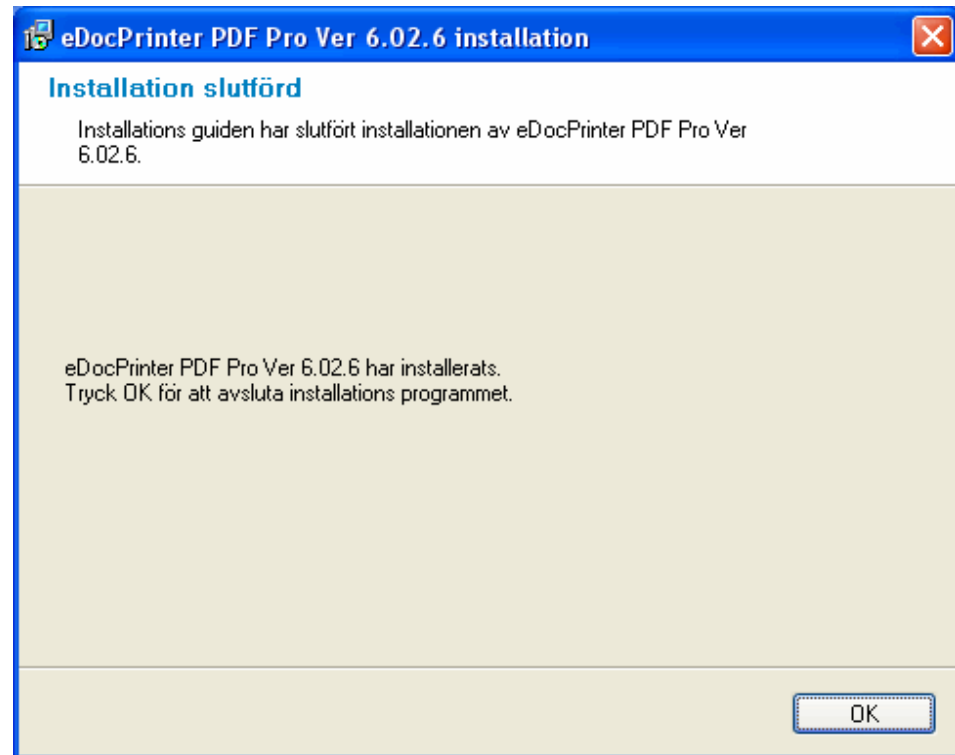 eDocPrinter PDF Pro Ver 6.02.6 installation
Installation slutförd
Installations guiden har slutfört installationen av eDocPrinter PDF Pro Ver
6.02.6.
eDocPrinter PDF Pro Ver 6.02.6 har installerats.
Tryck OK för att avsluta installations programmet.
OK